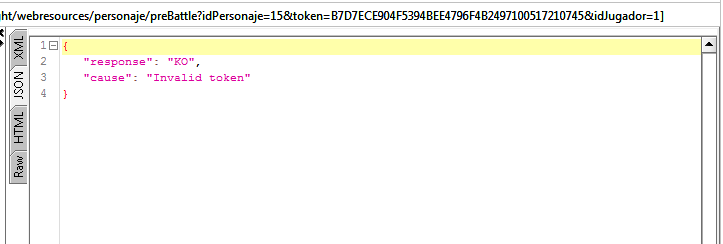 ht/webresources/personaje/preBattle?idPersonaje=15&token=B7D7ECE904F5394BEE4796F4B2497100517210745&idJugador=1]
XML
JSON
HTML
Raw
1 {
2 "response": "KO",
3 "cause": "Invalid token"
4 }